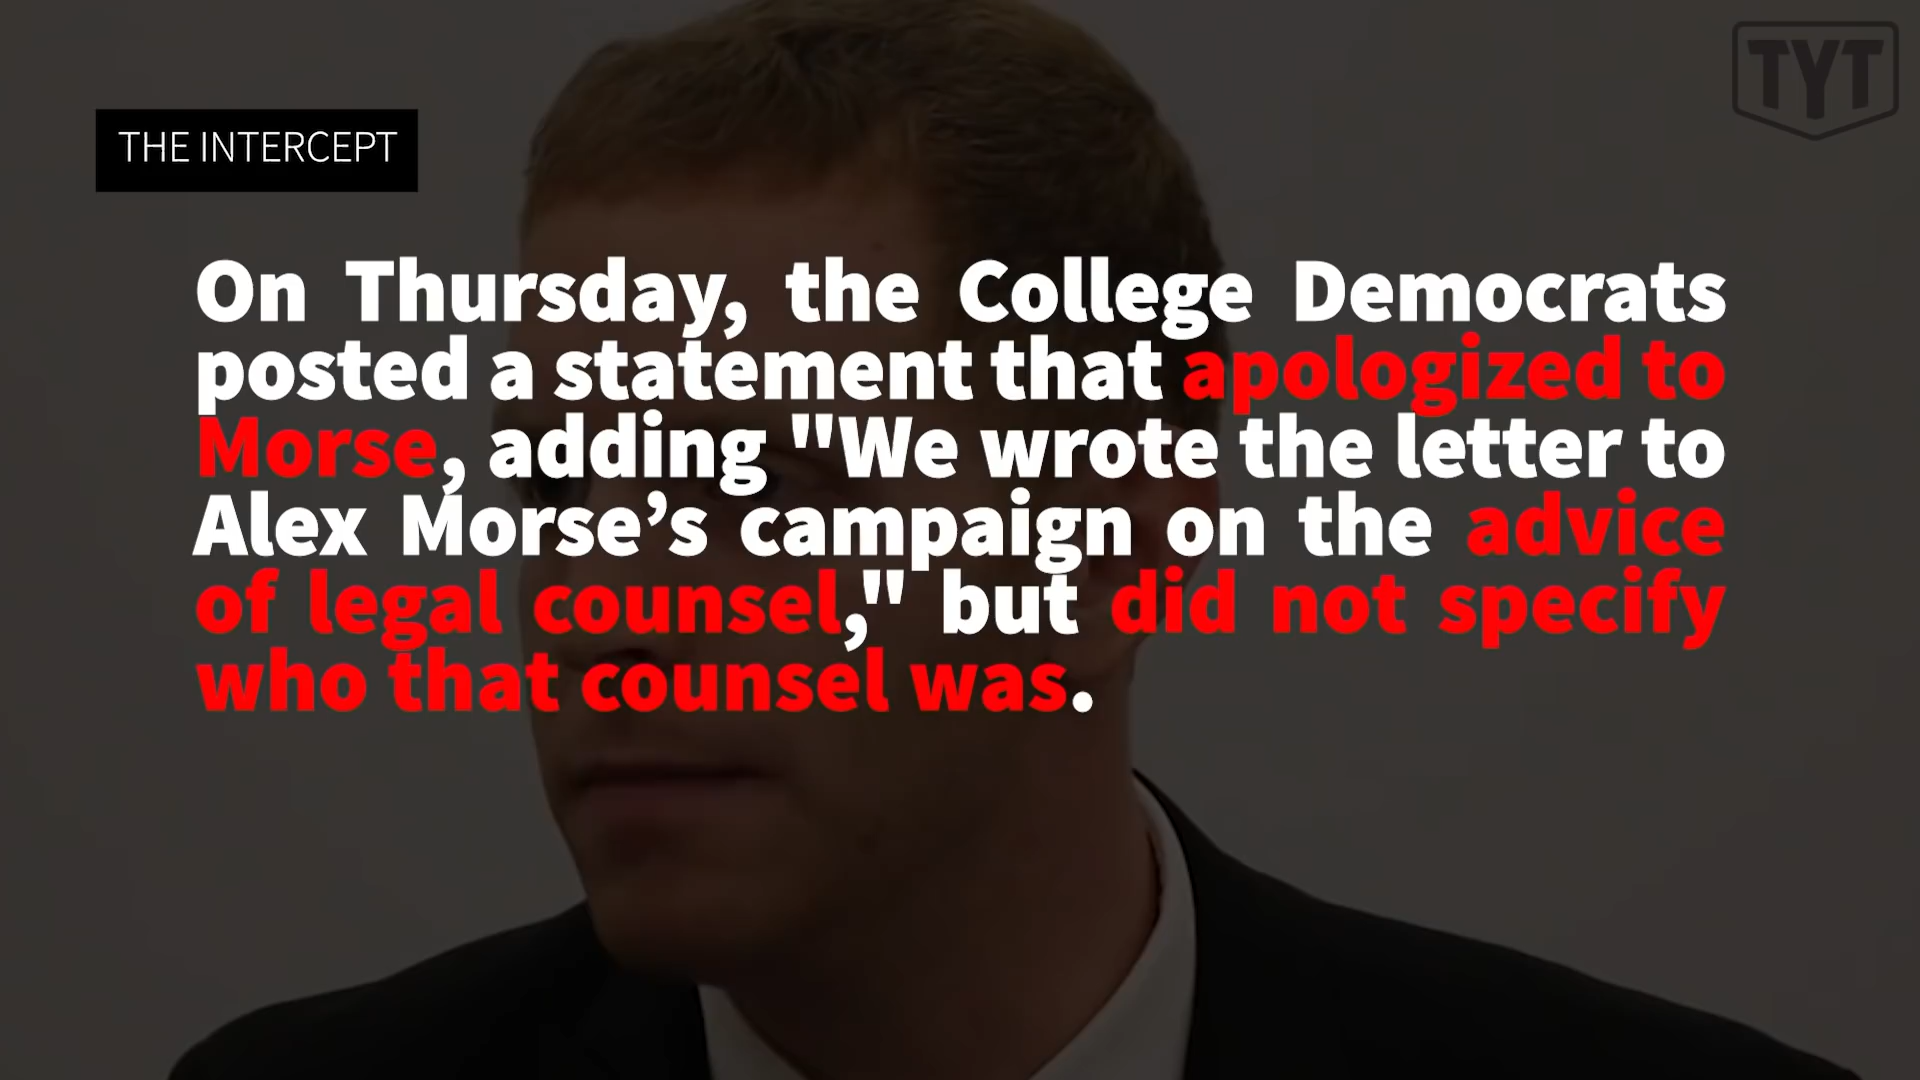 TYT
THE INTERCEPT
On Thursday, the College Democrats
posted a statement that apologized to
Morse, adding "We wrote the letter to
Alex Morse’s campaign on the advice
of legal counsel," but did not specify
who that counsel was.